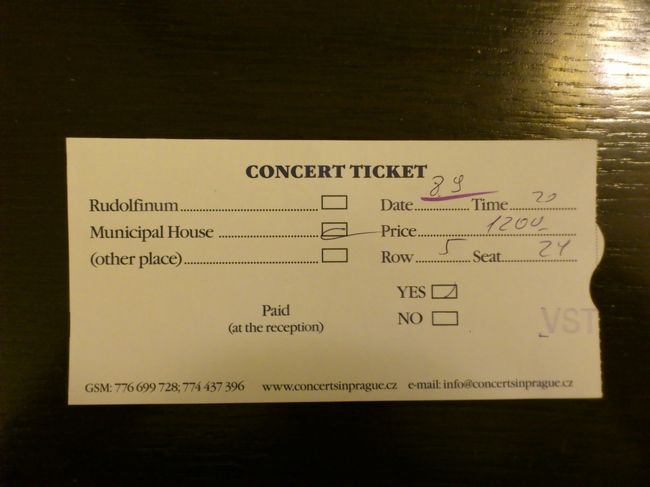 CONCERT TICKET
Rudolfinum
Date 8 9 Time 20
Municipal House
Price 1200,-
(other place)
Row 5 Seat 24
YES
Paid
(at the reception)
NO
VST
GSM: 776 699 728; 774 437 396 www.concertsinprague.cz e-mail: info@concertsinprague.cz